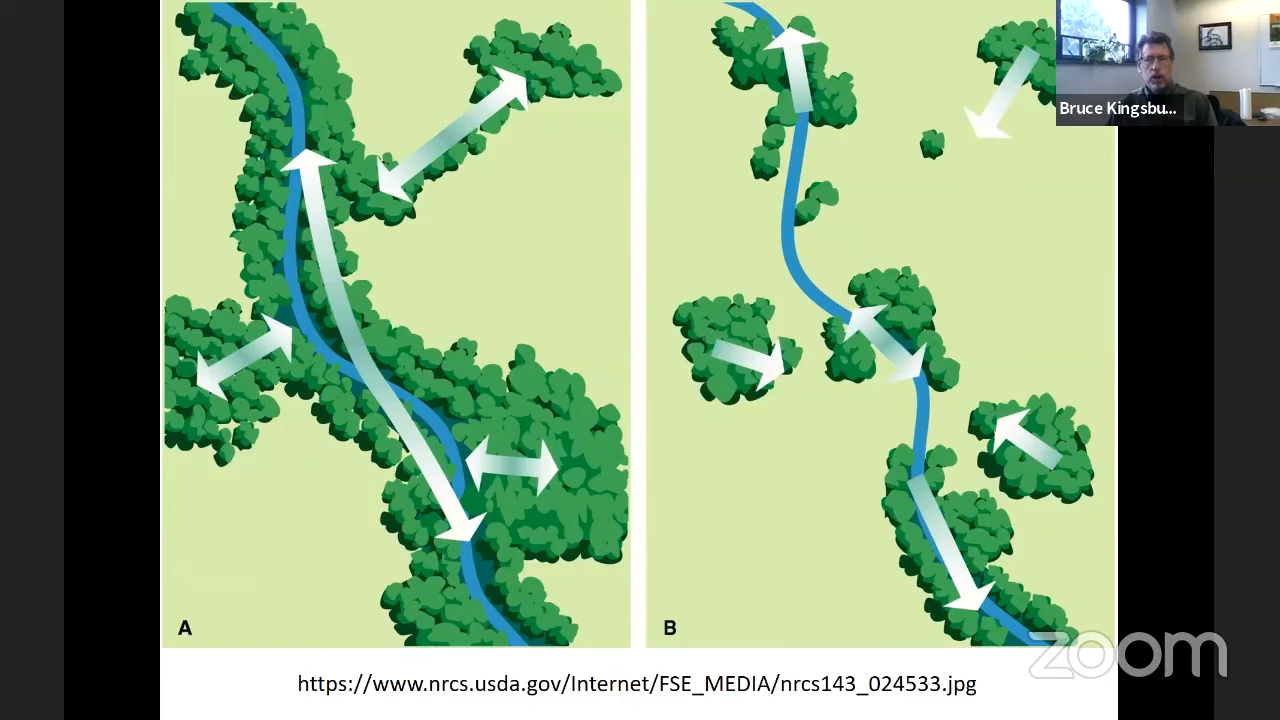 Bruce Kingsbu...
A
B
zoom
https://www.nrcs.usda.gov/Internet/FSE_MEDIA/nrcs143_024533.jpg